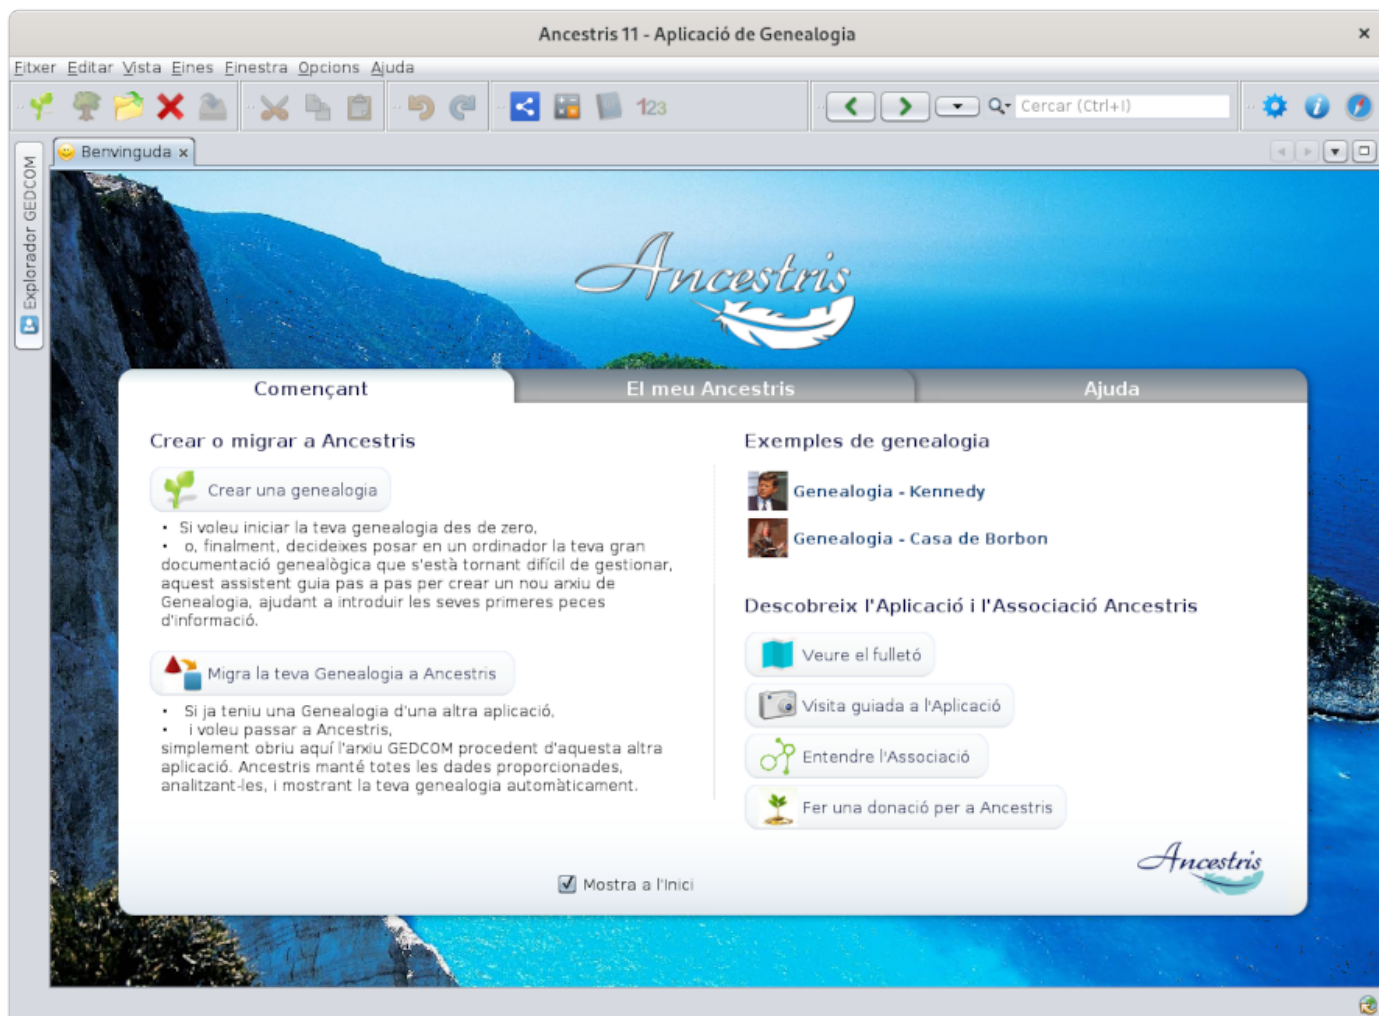 Ancestris 11 - Aplicació de Genealogia
Fitxer Editar Vista Eines Finestra Opcions Ajuda
123
Cercar (Ctrl+I)
Benvinguda
Explorador GEDCOM
Ancestris
Començant
El meu Ancestris
Ajuda
Crear o migrar a Ancestris
Crear una genealogia
• Si voleu iniciar la teva genealogia des de zero,
• o, finalment, decideixes posar en un ordinador la teva gran
documentació genealògica que s'està tornant difícil de gestionar,
aquest assistent guia pas a pas per crear un nou arxiu de
Genealogia, ajudant a introduir les seves primeres peces
d'informació.
Migra la teva Genealogia a Ancestris
• Si ja teniu una Genealogia d'una altra aplicació,
• i voleu passar a Ancestris,
simplement obriu aquí l'arxiu GEDCOM procedent d'aquesta altra
aplicació. Ancestris manté totes les dades proporcionades,
analitzant-les, i mostrant la teva genealogia automàticament.
Exemples de genealogia
Genealogia - Kennedy
Genealogia - Casa de Borbon
Descobreix l'Aplicació i l'Associació Ancestris
Veure el fulletó
Visita guiada a l'Aplicació
Entendre l'Associació
Fer una donació per a Ancestris
Ancestris
Mostra a l'Inici